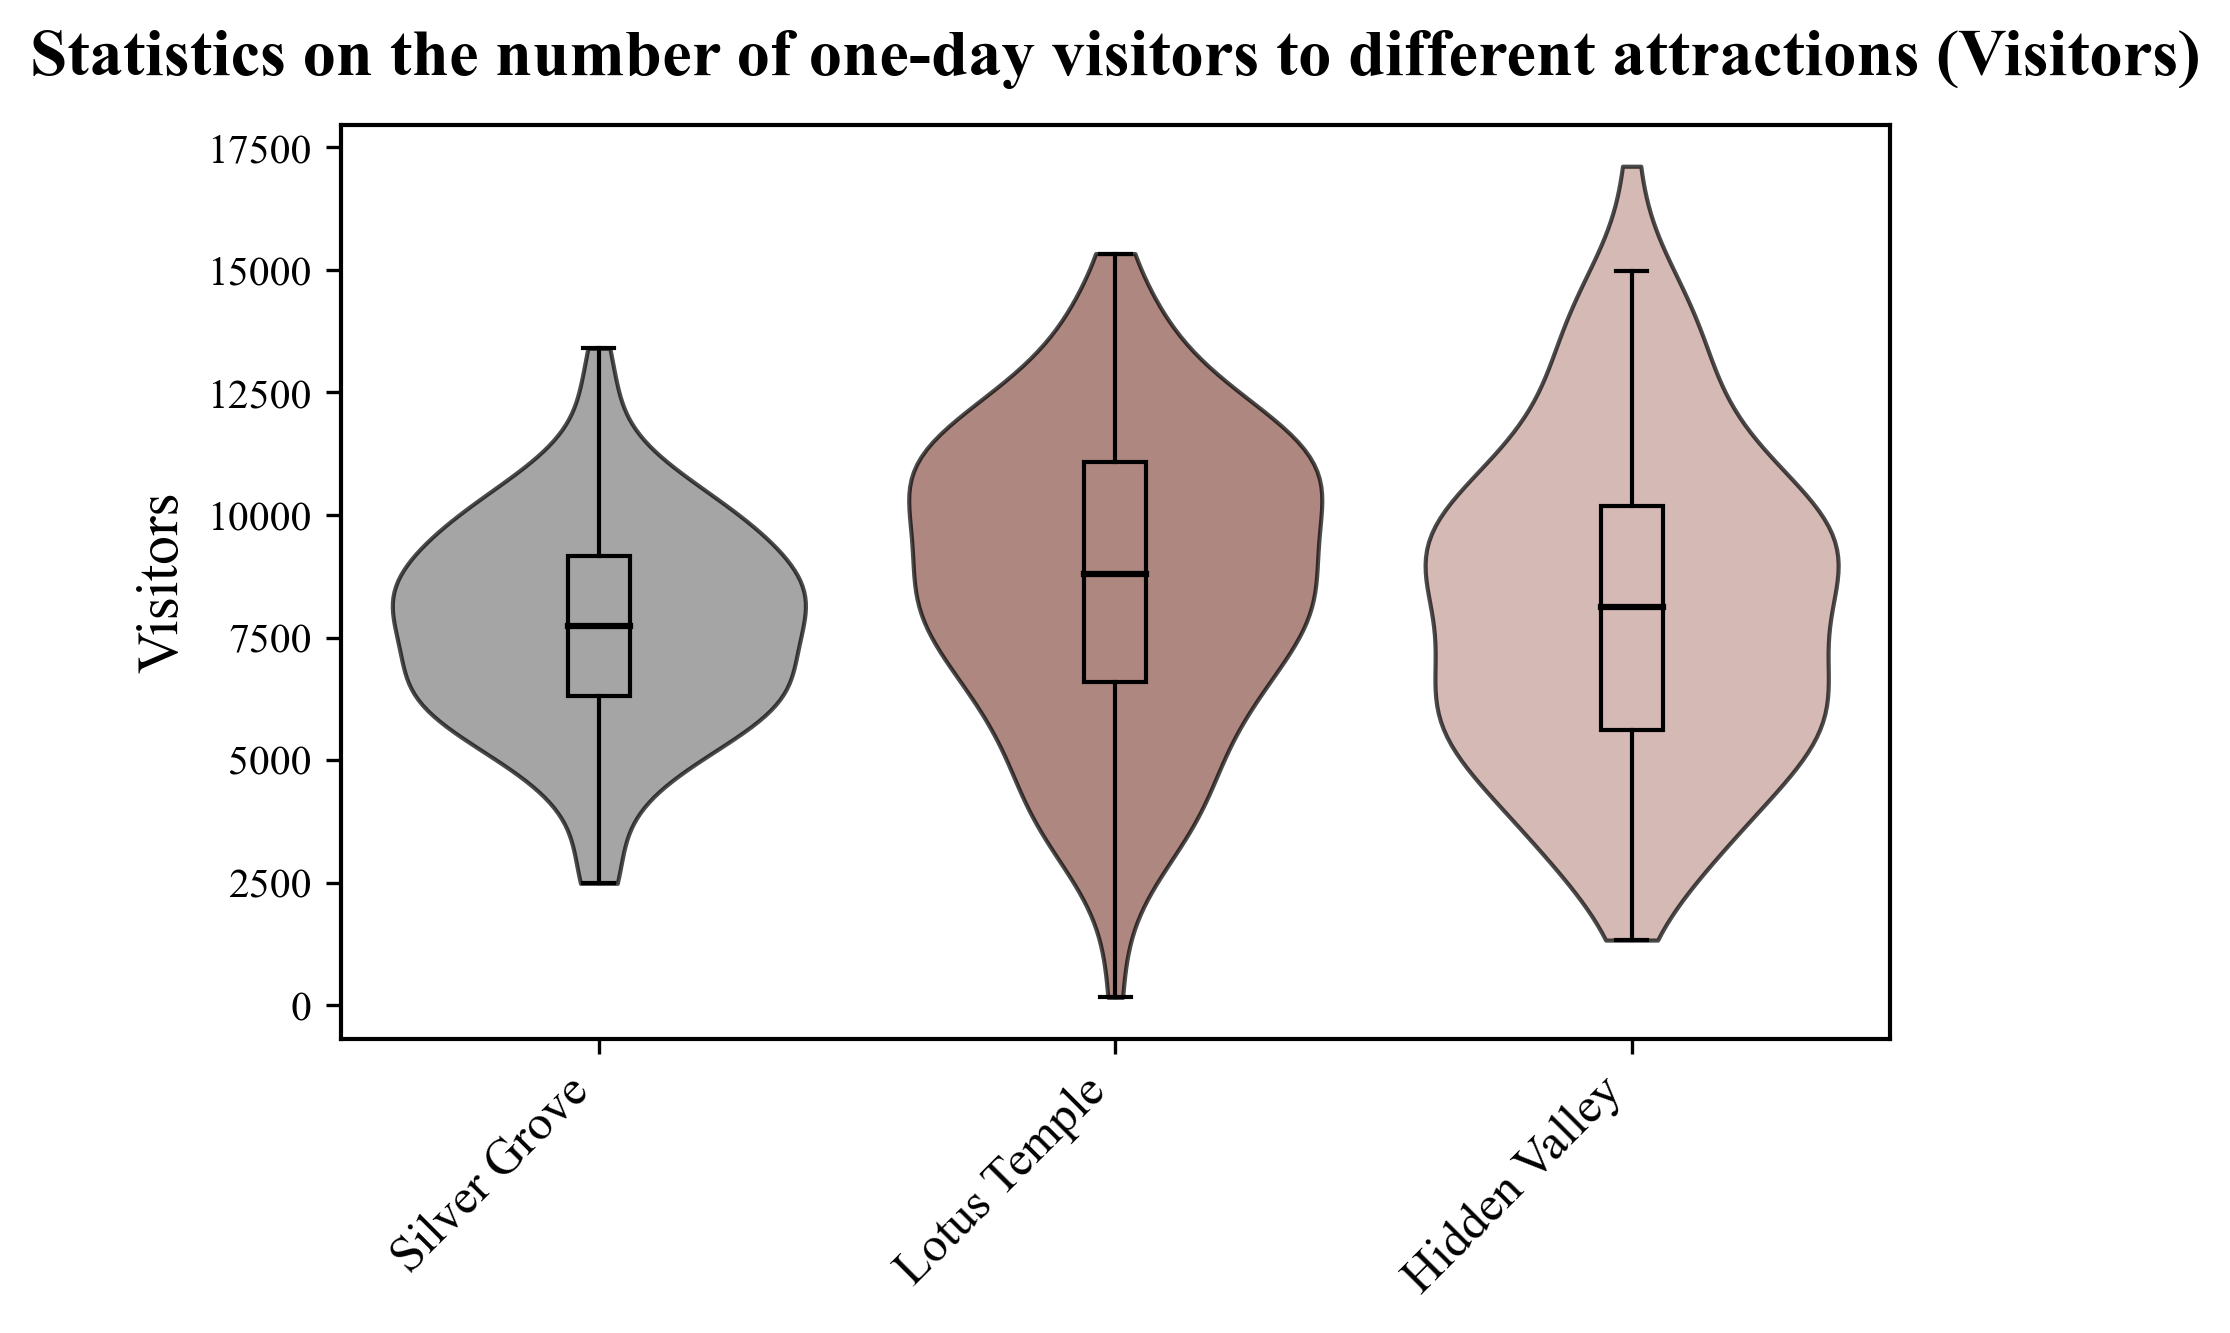 Statistics on the number of one-day visitors to different attractions (Visitors)
17500
15000
12500
10000
7500
5000
2500
0
Visitors
Silver Grove
Lotus Temple
Hidden Valley